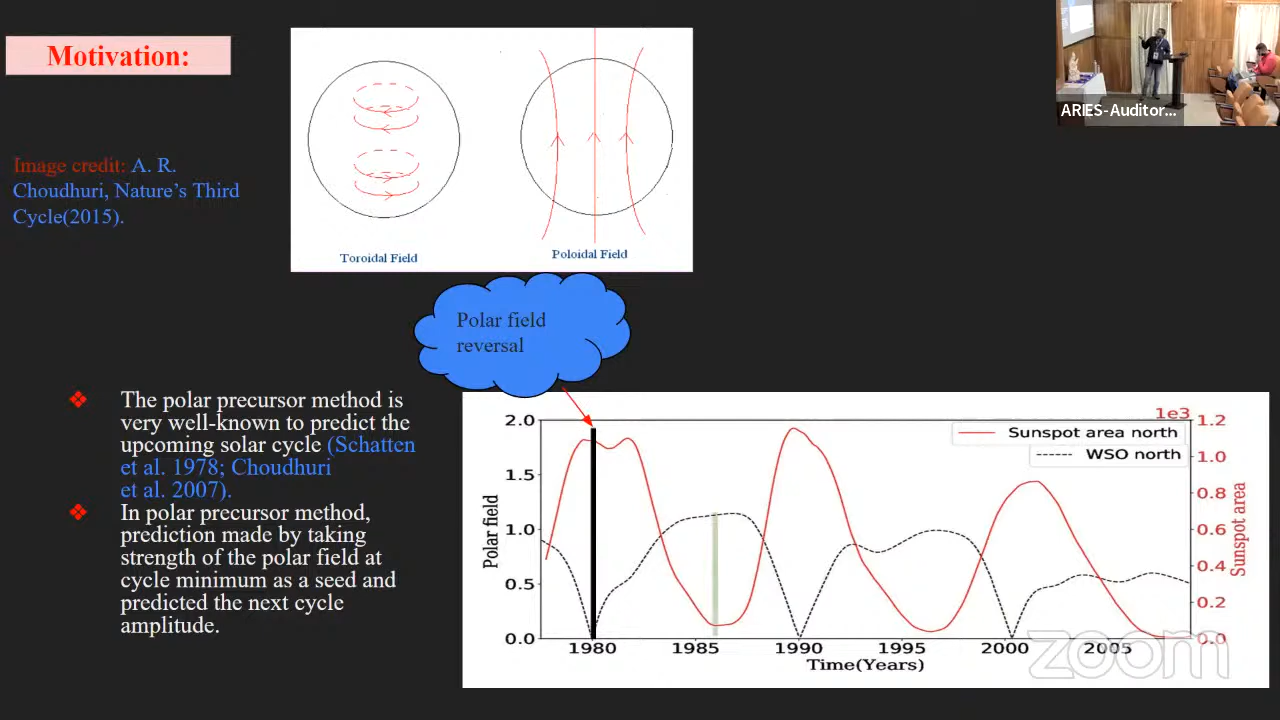 Motivation:
ARIES-Auditor...
Image credit: A. R.
Choudhuri, Nature's Third
Cycle(2015).
Toroidal Field
Poloidal Field
Polar field
reversal
❖ The polar precursor method is
very well-known to predict the
upcoming solar cycle (Schatten
et al. 1978; Choudhuri
et al. 2007).
❖ In polar precursor method,
prediction made by taking
strength of the polar field at
cycle minimum as a seed and
predicted the next cycle
amplitude.
1e3
Sunspot area north
WSO north
Polar field
2.0
1.5
1.0
0.5
0.0
1.2
1.0
0.8
0.6
0.4
0.2
0.0
Sunspot area
1980 1985 1990 1995 2000 2005
Time(Years)
zoom